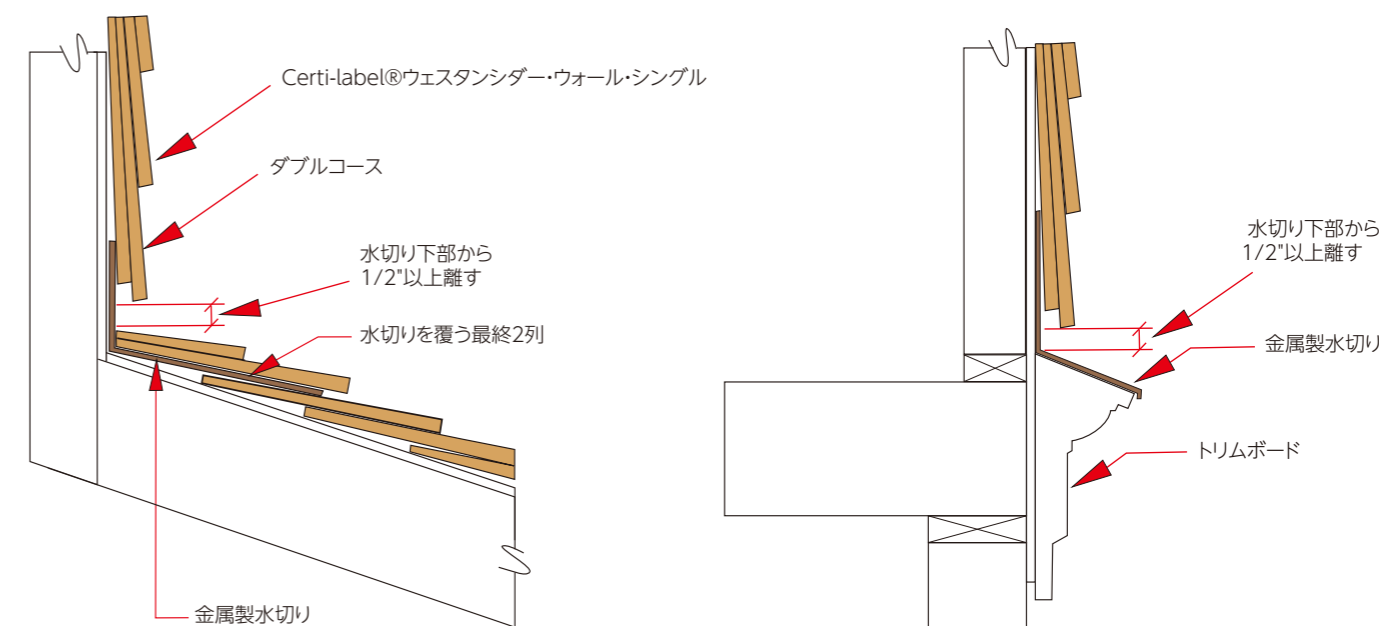 Certi-label®ウェスタンシダー・ウォール・シングル
ダブルコース
水切り下部から
1/2"以上離す
水切りを覆う最終2列
金属製水切り
水切り下部から
1/2"以上離す
金属製水切り
トリムボード